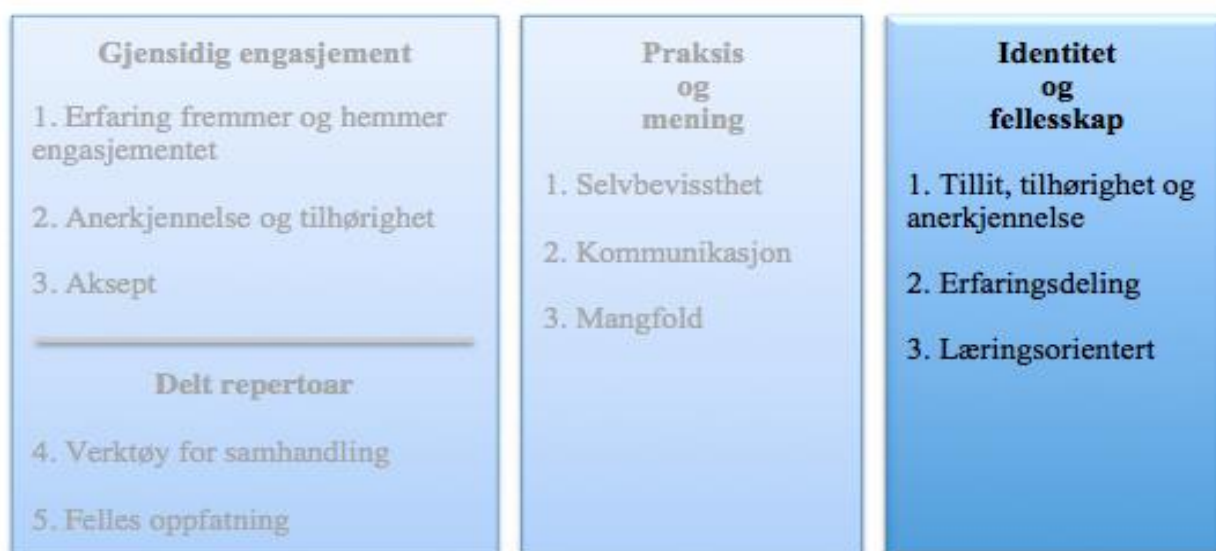 Gjensidig engasjement
1. Erfaring fremmer og hemmer
engasjementet
2. Anerkjennelse og tilhørighet
3. Aksept
Delt repertoar
4. Verktøy for samhandling
5. Felles oppfatning
Praksis
og
mening
1. Selvbevissthet
2. Kommunikasjon
3. Mangfold
Identitet
og
fellesskap
1. Tillit, tilhørighet og
anerkjennelse
2. Erfaringsdeling
3. Læringsorientert